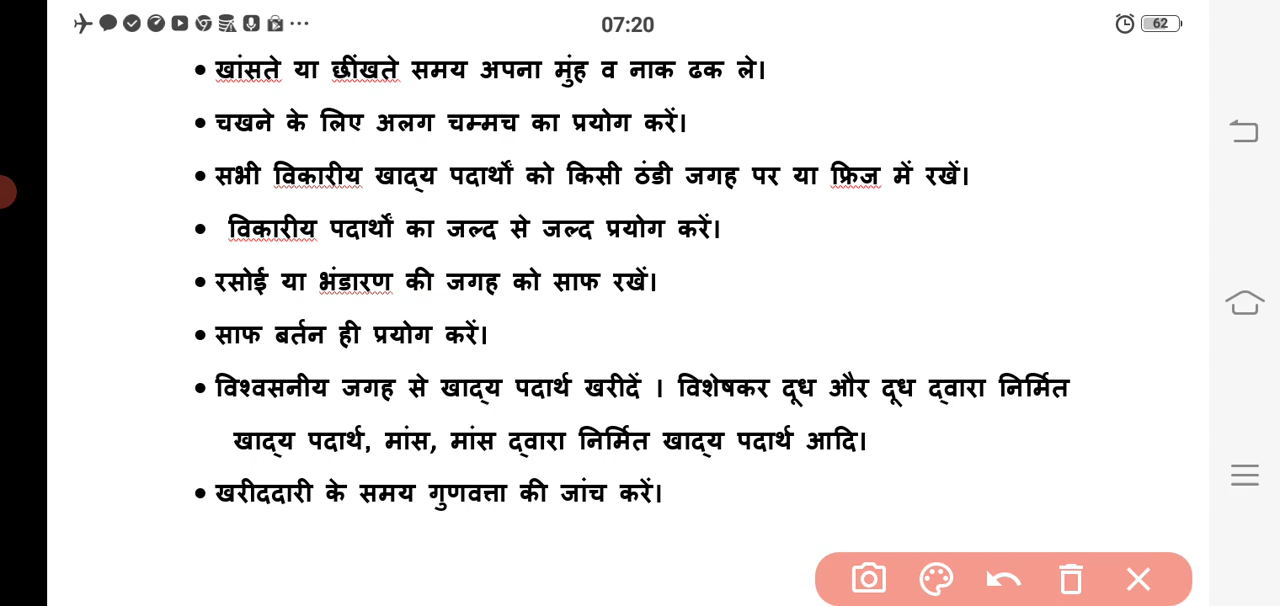 07:20
62
• खांसते या छींखते समय अपना मुंह व नाक ढक ले।
• चखने के लिए अलग चम्मच का प्रयोग करें।
• सभी विकारीय खाद्य पदार्थों को किसी ठंडी जगह पर या फ्रिज में रखें।
• विकारीय पदार्थों का जल्द से जल्द प्रयोग करें।
• रसोई या भंडारण की जगह को साफ रखें।
• साफ बर्तन ही प्रयोग करें।
• विश्वसनीय जगह से खाद्य पदार्थ खरीदें । विशेषकर दूध और दूध द्वारा निर्मित
खाद्य पदार्थ, मांस, मांस द्वारा निर्मित खाद्य पदार्थ आदि।
• खरीददारी के समय गुणवत्ता की जांच करें।